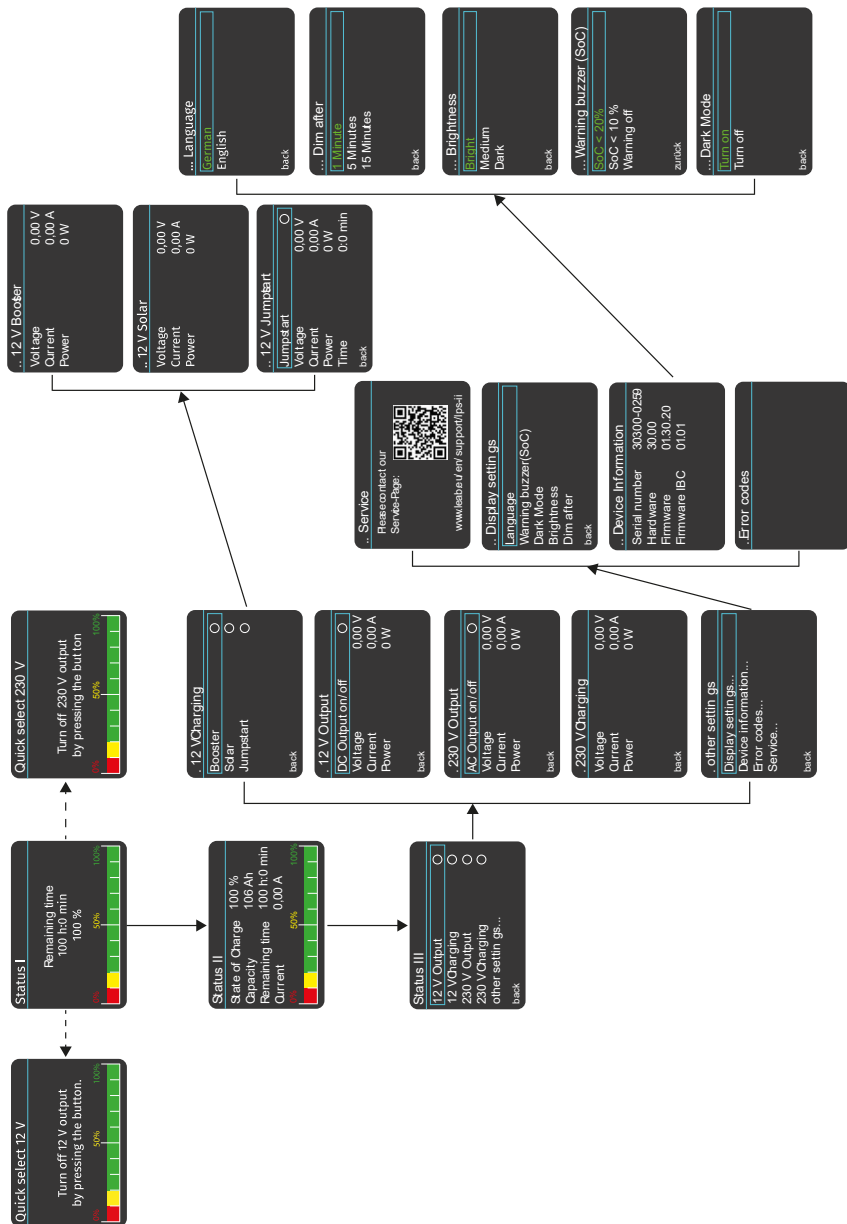 Quick select 12 V
Turn off 12 V output
by pressing the button.
0%
50%
100%
Status I
Remaining time
100 h:0 min
100 %
0%
50%
100%
Quick select 230 V
Turn off 230 V output
by pressing the button
0%
50%
100%
Status II
State of Charge 100 %
Capacity 106 Ah
Remaining time 100 h:0 min
Current 0,00 A
0%
50%
100%
Status III
12 V Output
12 VCharging
230 V Output
230 VCharging
other settings...
back
. 12 VCharging
Booster
Solar
Jumpstart
back
. 12 V Output
DC Output on/off
Voltage 0,00 V
Current 0,00 A
Power 0 W
back
. 230 V Output
AC Output on/off
Voltage 0,00 V
Current 0,00 A
Power 0 W
back
. 230 VCharging
Voltage 0,00 V
Current 0,00 A
Power 0 W
back
. other settings
Display settings...
Device information...
Error codes...
Service...
back
.. 12 V Booster
Voltage 0,00 V
Current 0,00 A
Power 0 W
.. 12 V Solar
Voltage 0,00 V
Current 0,00 A
Power 0 W
.. 12 V Jumpstart
Jumpstart
Voltage 0,00 V
Current 0,00 A
Power 0 W
Time 0:0 min
back
.. Service
Please contact our
Service-Page:
www.leab.eu/en/support/lps-ii
.. Display settings
Language
Warning buzzer(SoC)
Dark Mode
Brightness
Dim after
back
.. Device Information
Serial number 30300-0259
Hardware 30.00
Firmware 01.30.20
Firmware IBC 01.01
..Error codes
... Language
German
English
back
... Dim after
1 Minute
5 Minutes
15 Minutes
back
... Brightness
Bright
Medium
Dark
back
... Warning buzzer (SoC)
SoC < 20%
SoC < 10 %
Warning off
zurück
... Dark Mode
Turn on
Turn off
back